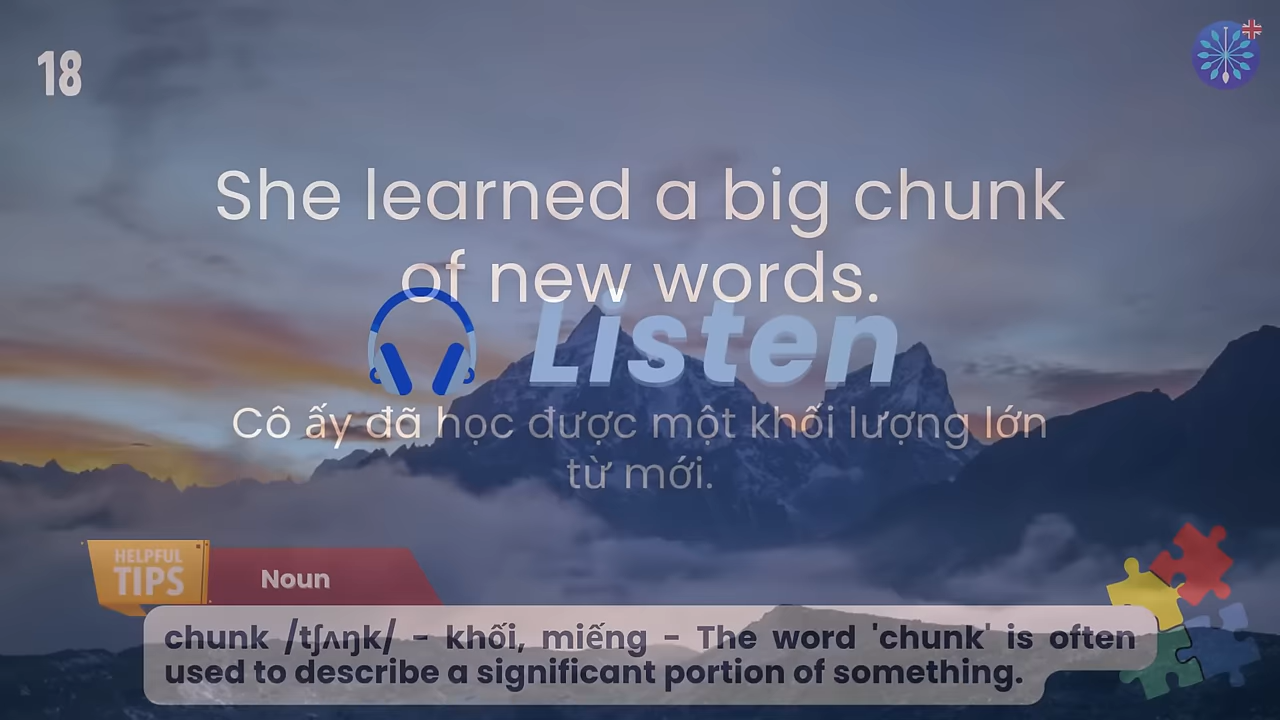 18
She learned a big chunk
of new words.
Listen
Cô ấy đã học được một khối lượng lớn
từ mới.
HELPFUL
TIPS
Noun
chunk /tʃʌŋk/ - khối, miếng - The word 'chunk' is often
used to describe a significant portion of something.